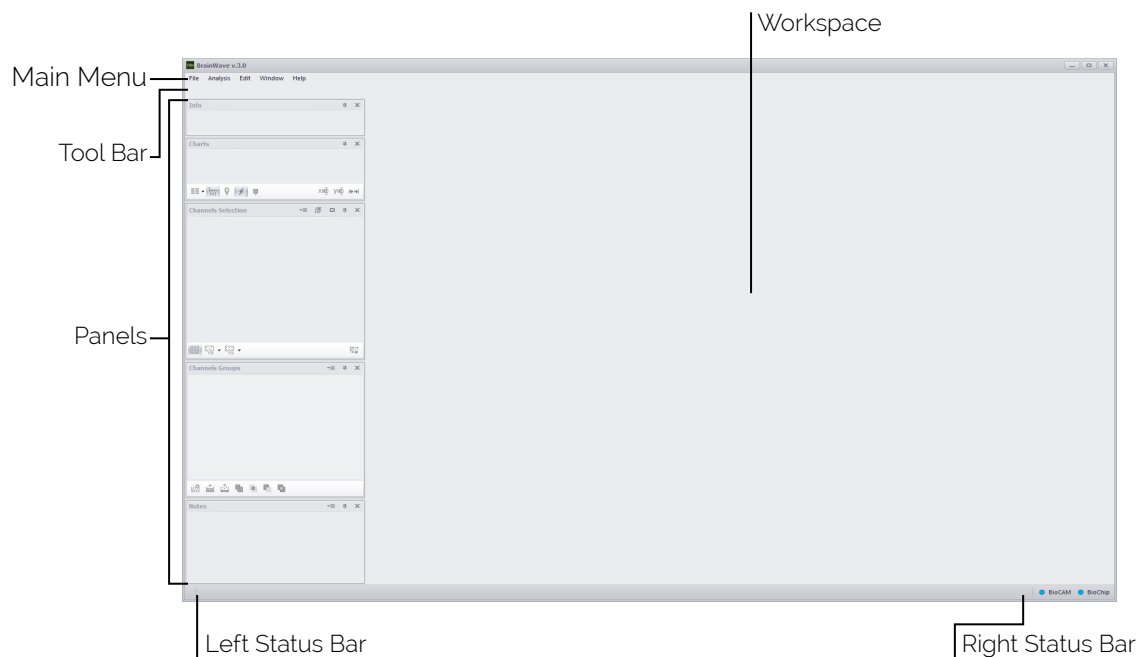 Workspace
BrainWave v.3.0
Main Menu
File Analysis Edit Window Help
Info
Tool Bar
Charts
Channels Selection
Panels
Channels Groups
Notes
BioCAM BioChip
Left Status Bar
Right Status Bar